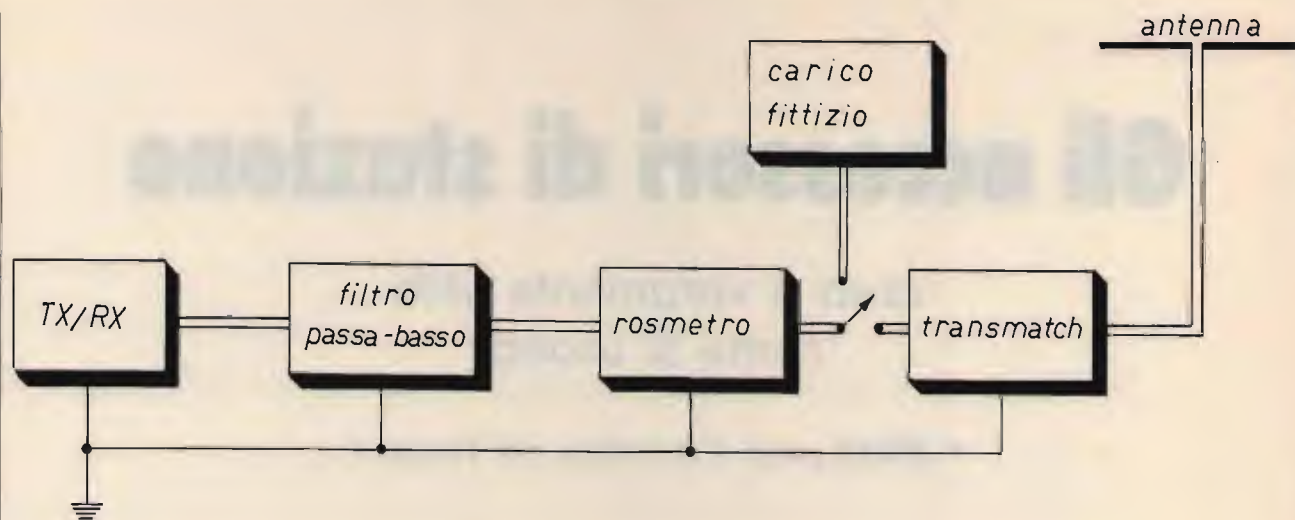 antenna
carico
fittizio
TX/RX
filtro
passa-basso
rosmetro
transmatch